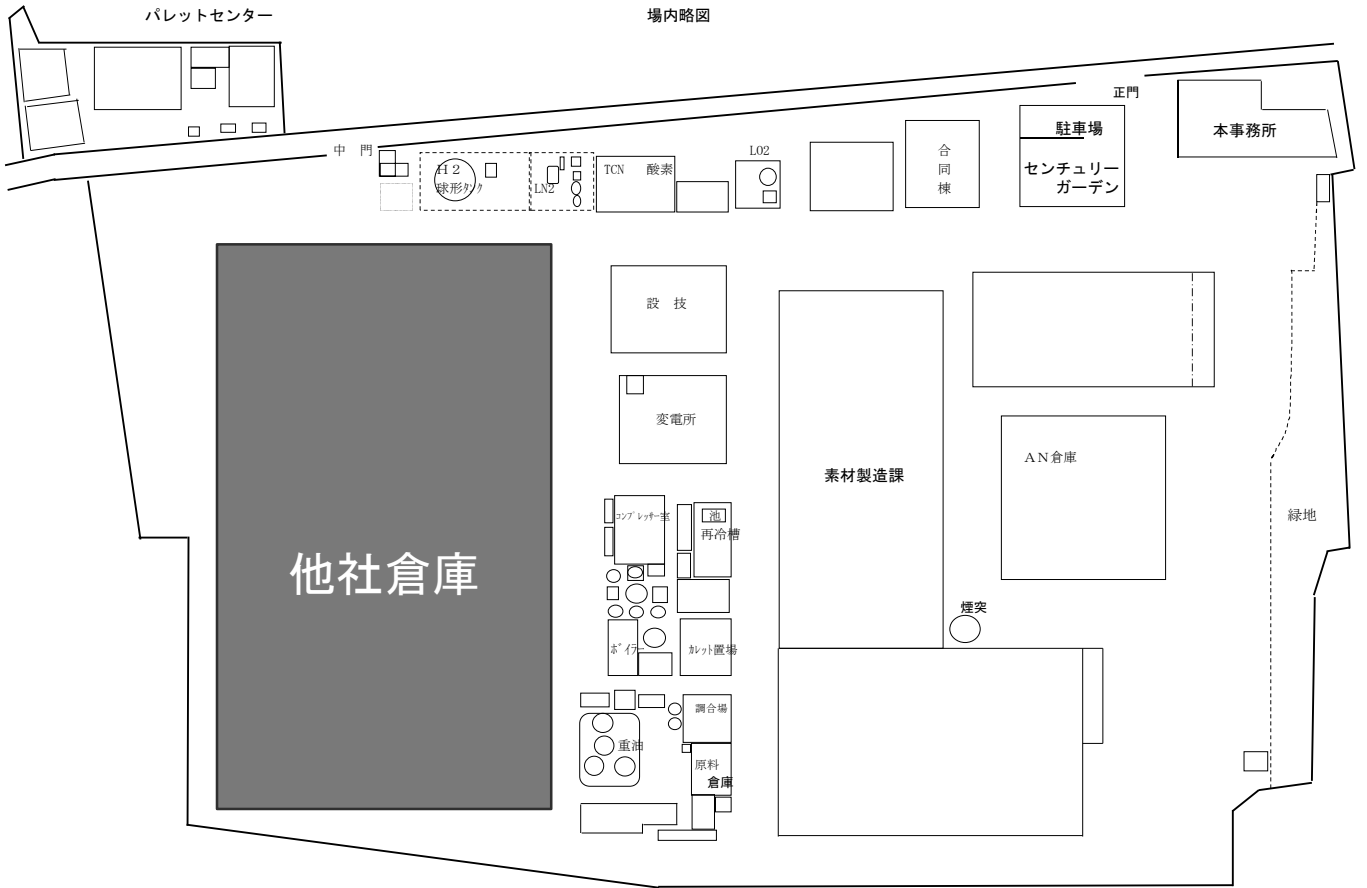 パレットセンター
場内略図
正門
駐車場
本事務所
中　門
Ｈ２
球形ﾀﾝｸ
LN2
TCN　酸素
LO2
合
同
棟
センチュリー
ガーデン
設　技
変電所
素材製造課
ＡＮ倉庫
緑地
ｺﾝﾌﾟﾚｯｻｰ室
池
再冷槽
他社倉庫
煙突
ﾎﾞｲﾗｰ
ｶﾚｯﾄ置場
調合場
重油
原料
倉庫